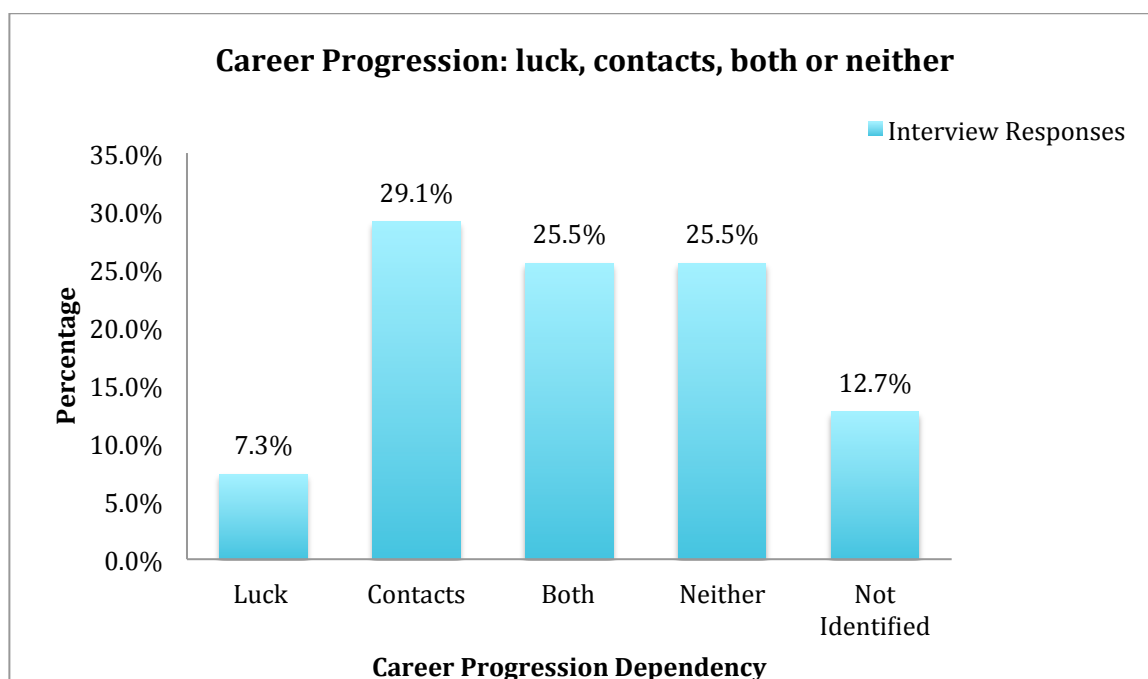 Career Progression: luck, contacts, both or neither
Interview Responses
Percentage
35.0%
30.0%
25.0%
20.0%
15.0%
10.0%
5.0%
0.0%
7.3%
29.1%
25.5%
25.5%
12.7%
Luck
Contacts
Both
Neither
Not
Identified
Career Progression Dependency